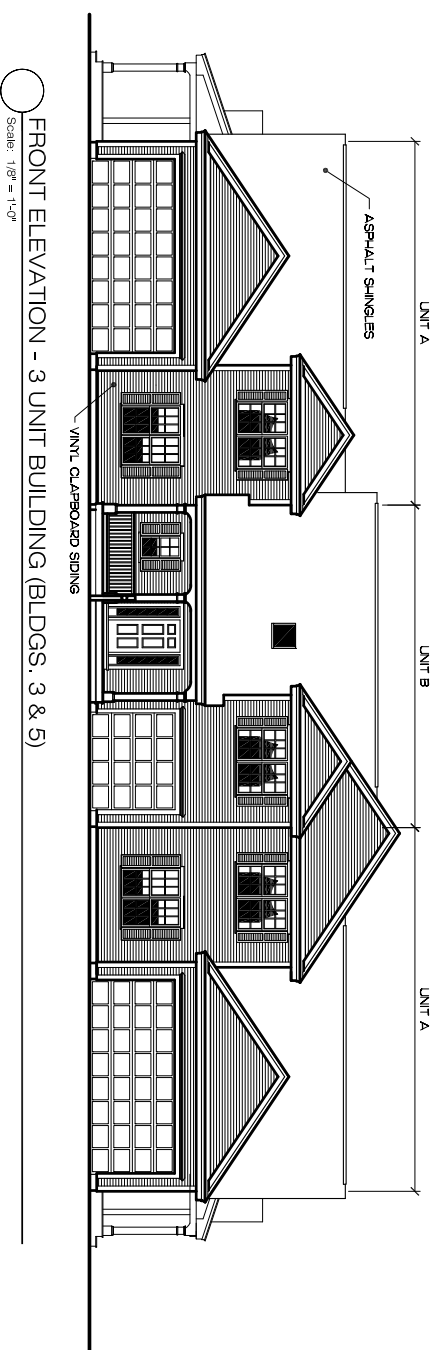 UNIT A
UNIT B
UNIT A
ASPHALT SHINGLES
VINYL CLAPBOARD SIDING
FRONT ELEVATION - 3 UNIT BUILDING (BLDGS. 3 & 5)
Scale: 1/8" = 1'-0"